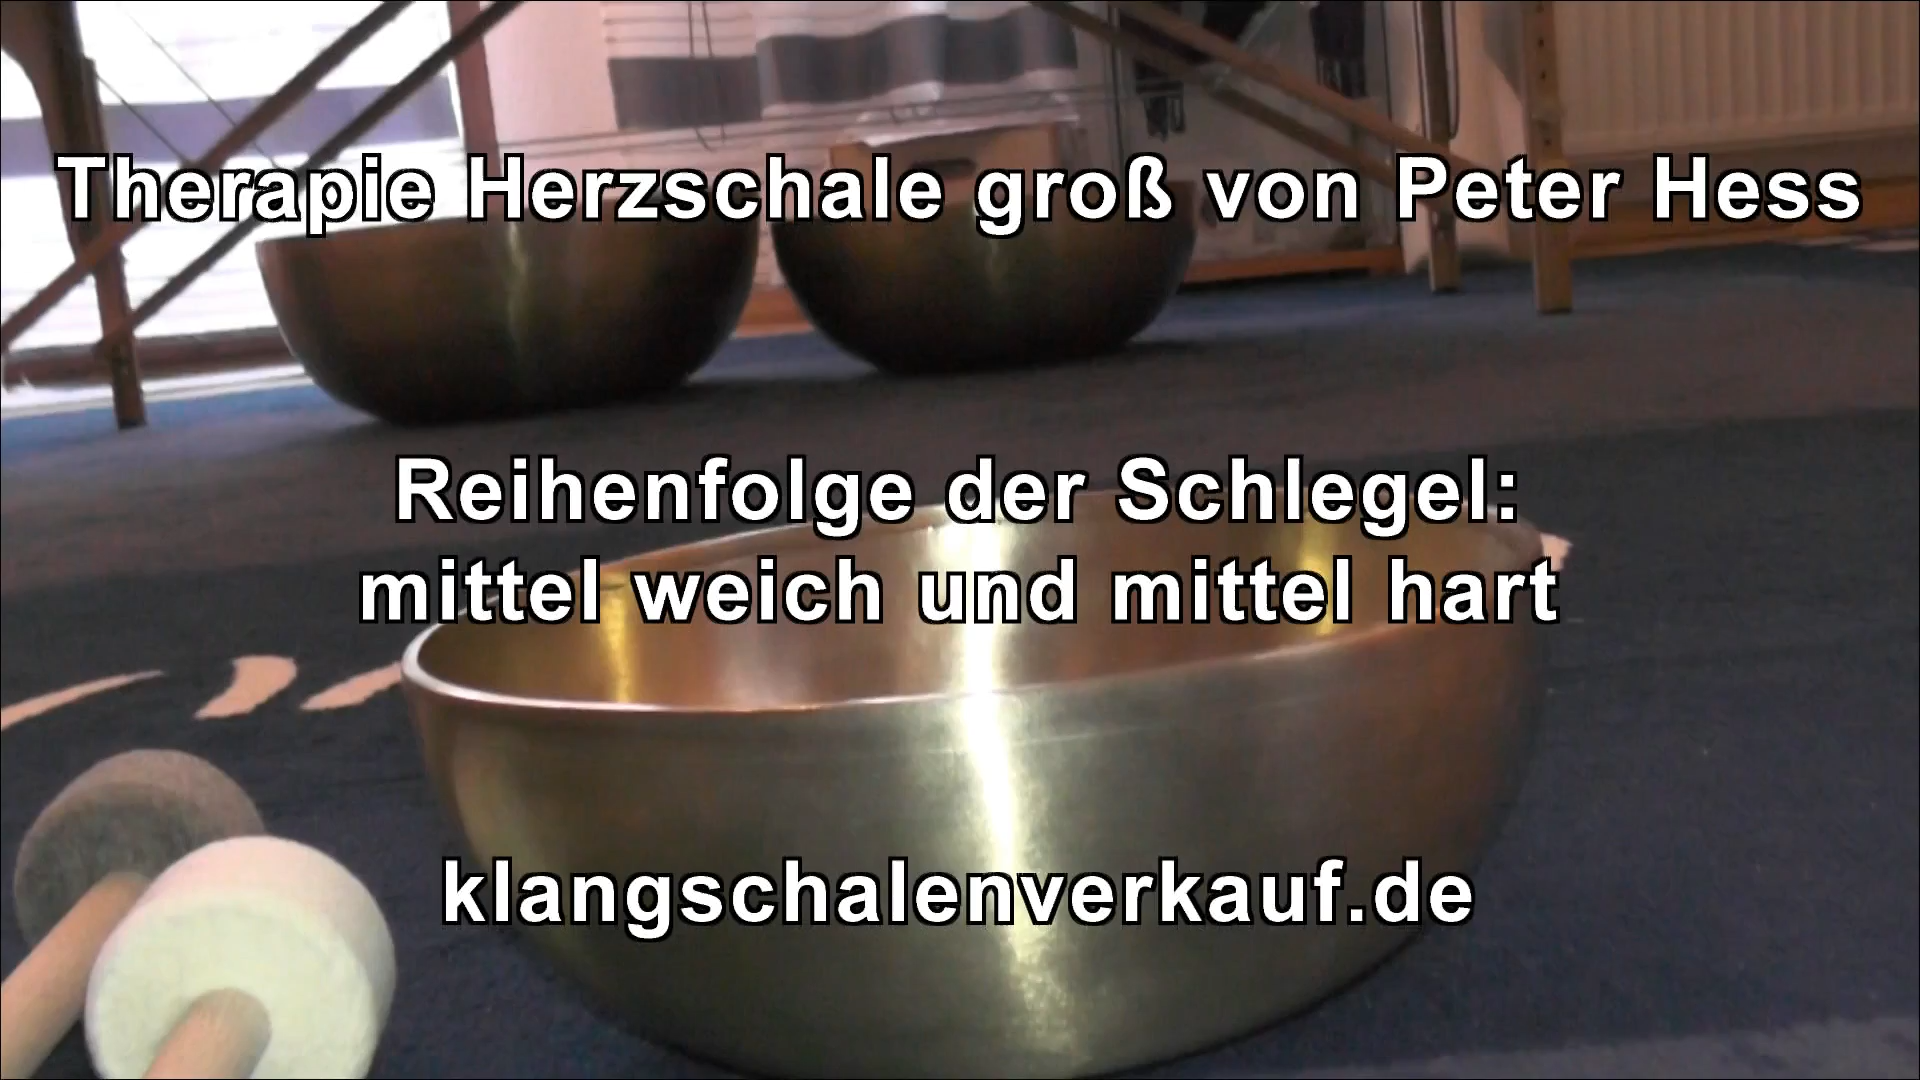 Therapie Herzschale groß von Peter Hess
Reihenfolge der Schlegel:
mittel weich und mittel hart
klangschalenverkauf.de